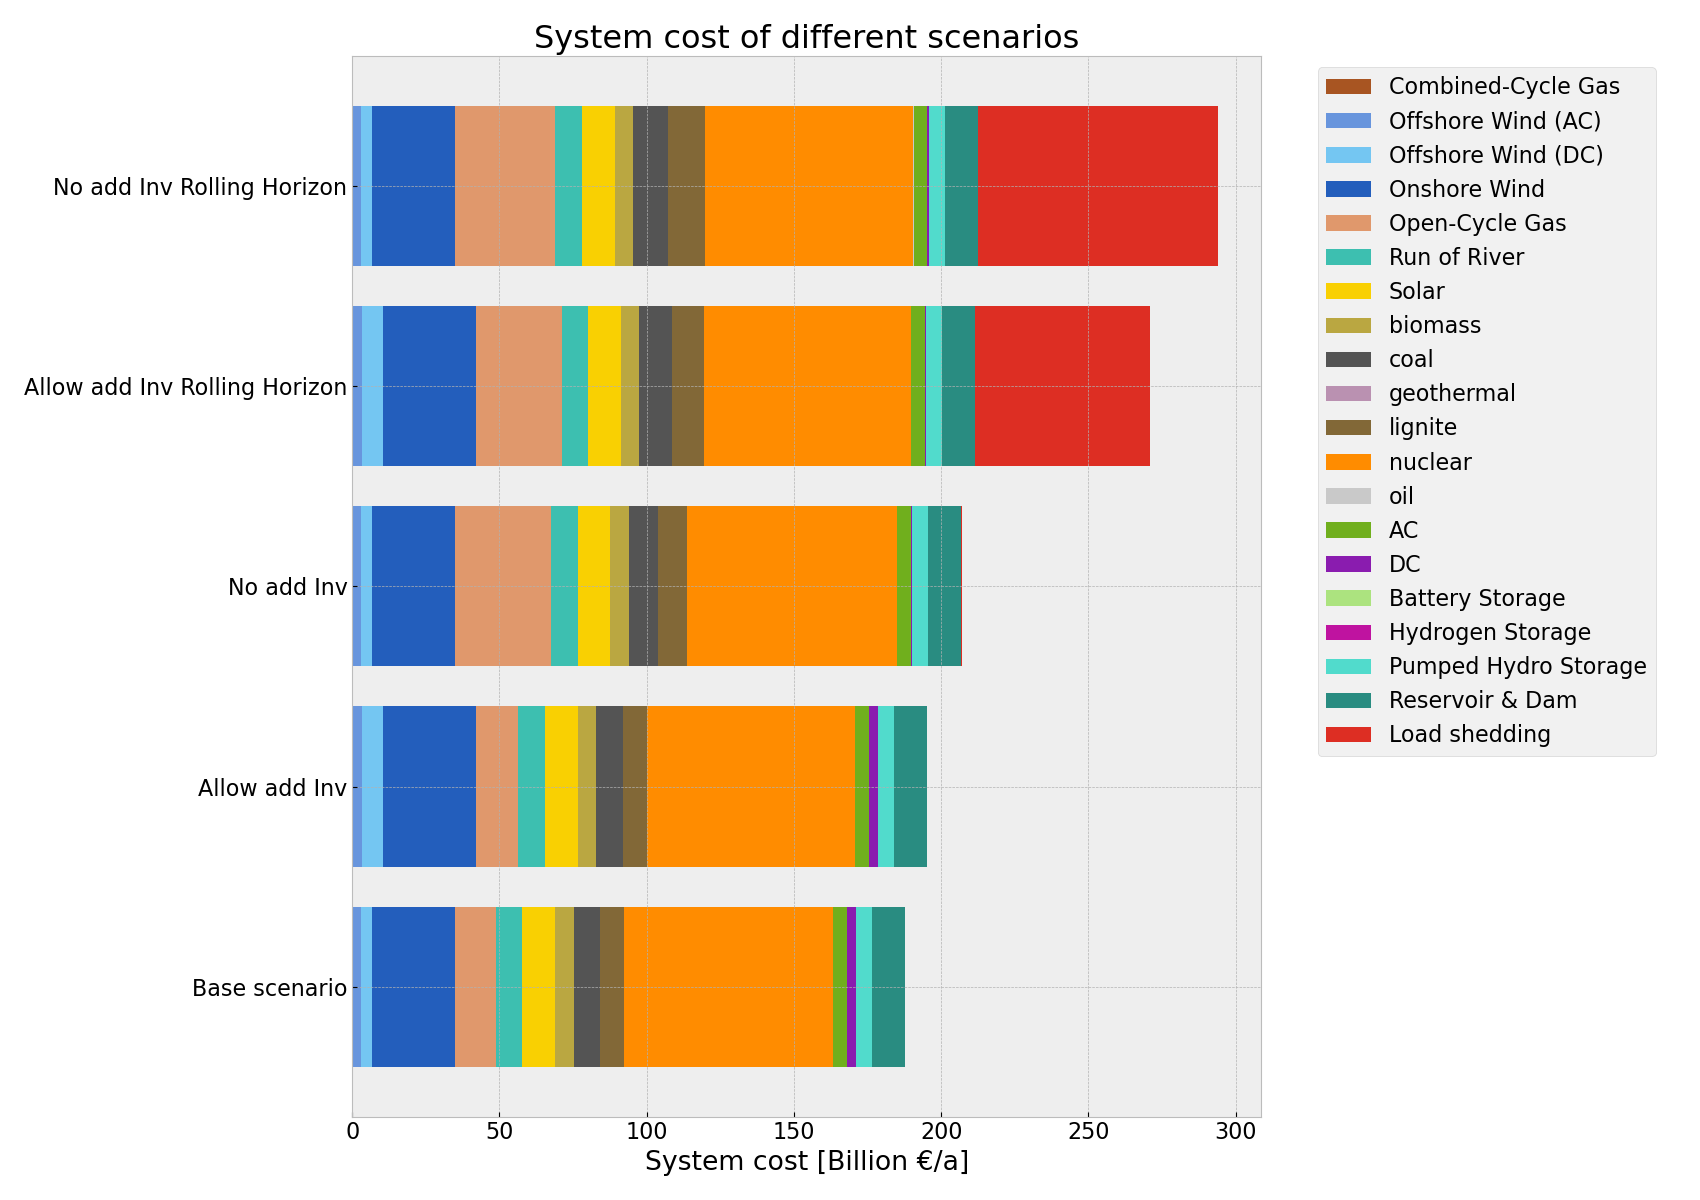 System cost of different scenarios
No add Inv Rolling Horizon
Allow add Inv Rolling Horizon
No add Inv
Allow add Inv
Base scenario
0 50 100 150 200 250 300
System cost [Billion €/a]
Combined-Cycle Gas
Offshore Wind (AC)
Offshore Wind (DC)
Onshore Wind
Open-Cycle Gas
Run of River
Solar
biomass
coal
geothermal
lignite
nuclear
oil
AC
DC
Battery Storage
Hydrogen Storage
Pumped Hydro Storage
Reservoir & Dam
Load shedding